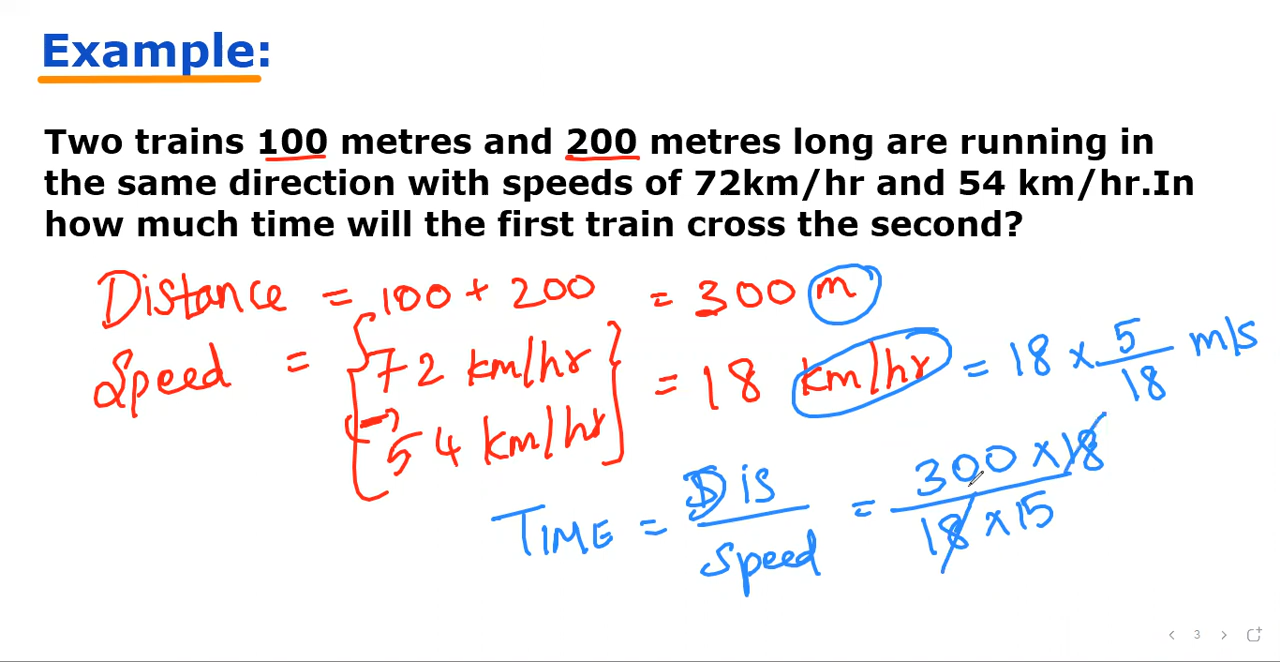 Example:
Two trains 100 metres and 200 metres long are running in
the same direction with speeds of 72km/hr and 54 km/hr.In
how much time will the first train cross the second?
Distance = 100 + 200 = 300 m
Speed = { 72 km/hr (-) 54 km/hr } = 18 km/hr = 18 × 5/18 m/s
TIME = Dis/Speed = 300 × 18/18 × 15
3